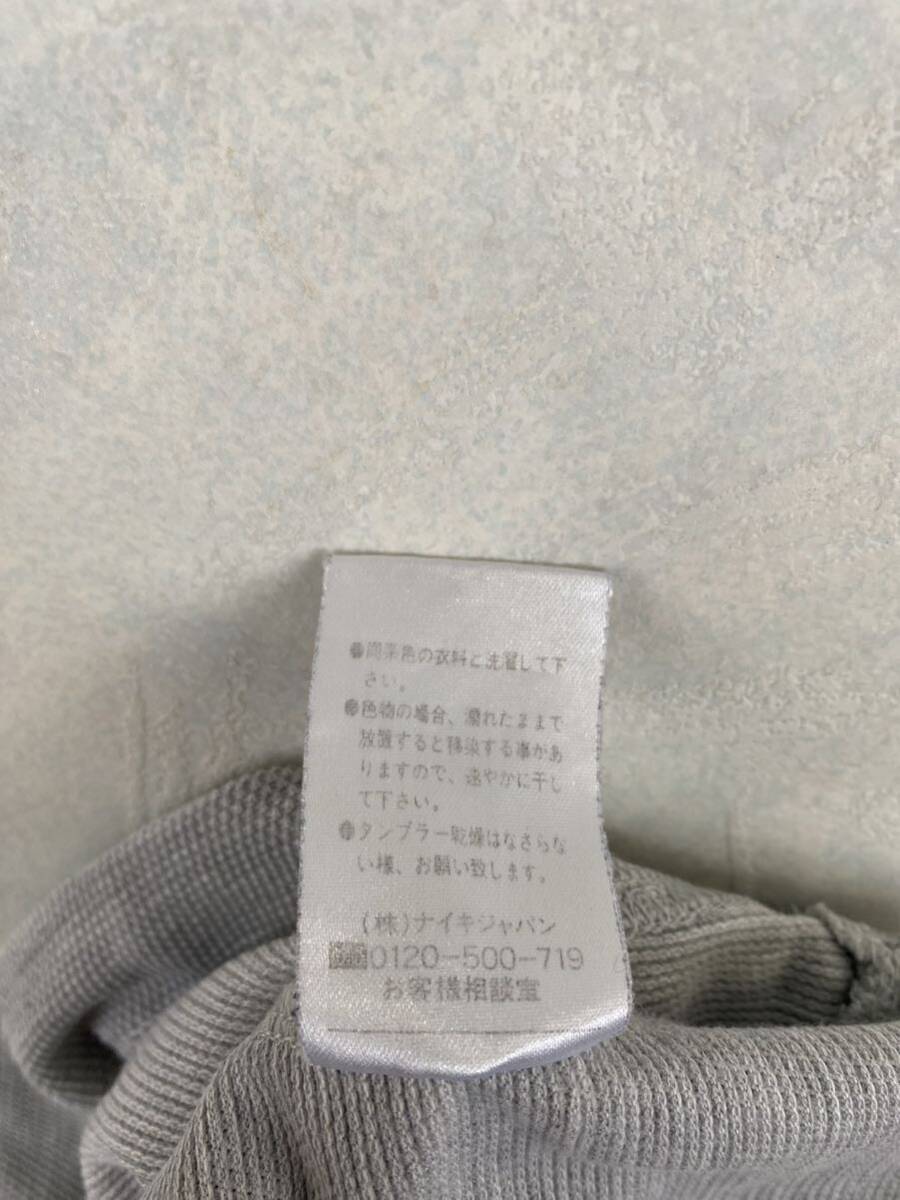 ●同系色の衣料と洗濯して下
さい。
●色物の場合、濡れたままで
放置すると移染する事があ
りますので、速やかに干し
て下さい。
●タンブラー乾燥はなさらな
い様、お願い致します。
(株)ナイキジャパン
0120-500-719
お客様相談室